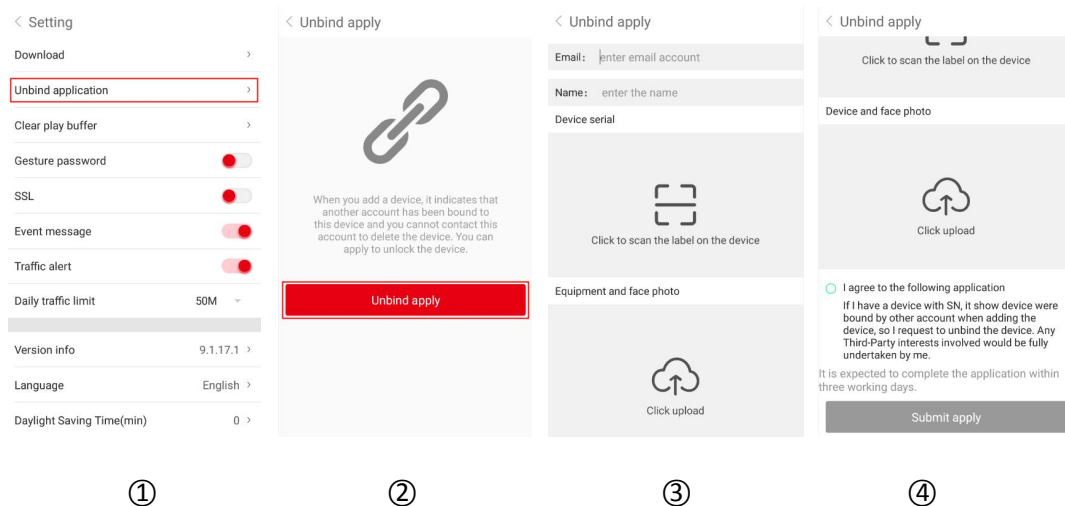 Setting
Download
Unbind application
Clear play buffer
Gesture password
SSL
Event message
Traffic alert
Daily traffic limit 50M
Version info 9.1.17.1
Language English
Daylight Saving Time(min) 0
①
Unbind apply
When you add a device, it indicates that
another account has been bound to
this device and you cannot contact this
account to delete the device. You can
apply to unlock the device.
Unbind apply
②
Unbind apply
Email: enter email account
Name: enter the name
Device serial
Click to scan the label on the device
Equipment and face photo
Click upload
③
Unbind apply
Click to scan the label on the device
Device and face photo
Click upload
I agree to the following application
If I have a device with SN, it show device were
bound by other account when adding the
device, so I request to unbind the device. Any
Third-Party interests involved would be fully
undertaken by me.
It is expected to complete the application within
three working days.
Submit apply
④